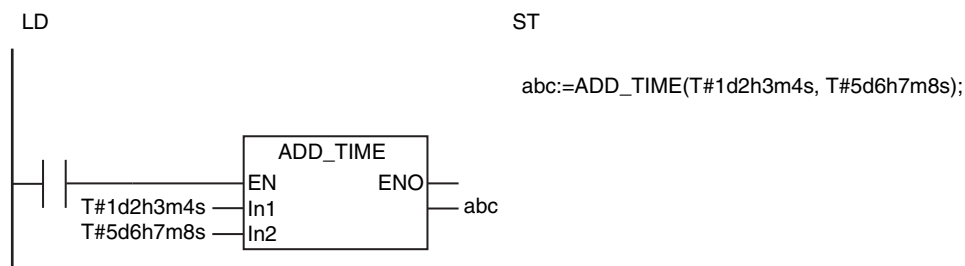 LD
ST
abc:=ADD_TIME(T#1d2h3m4s, T#5d6h7m8s);
ADD_TIME
EN ENO
T#1d2h3m4s In1 abc
T#5d6h7m8s In2